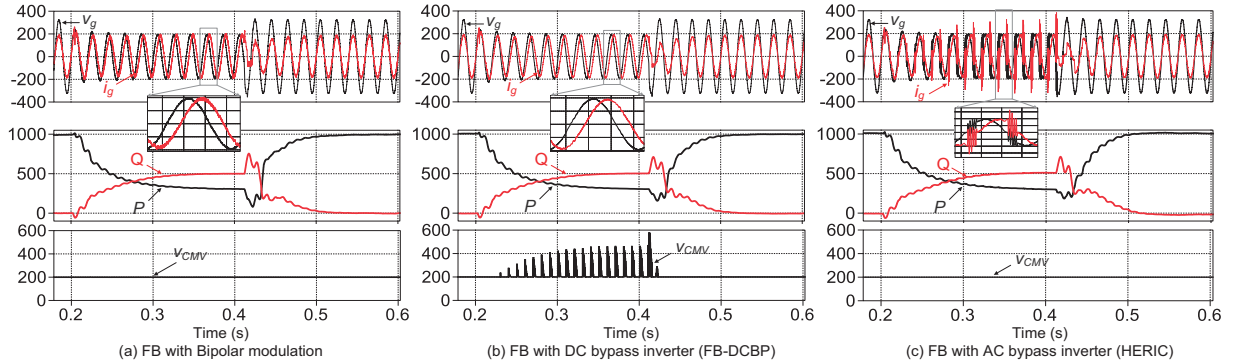 400
200
0
-200
-400
v_g
i_g
1000
500
0
Q
P
600
400
200
0
v_CMV
0.2
0.3
0.4
0.5
0.6
Time (s)
(a) FB with Bipolar modulation
400
200
0
-200
-400
v_g
i_g
1000
500
0
Q
P
600
400
200
0
v_CMV
0.2
0.3
0.4
0.5
0.6
Time (s)
(b) FB with DC bypass inverter (FB-DCBP)
400
200
0
-200
-400
v_g
i_g
1000
500
0
Q
P
600
400
200
0
v_CMV
0.2
0.3
0.4
0.5
0.6
Time (s)
(c) FB with AC bypass inverter (HERIC)